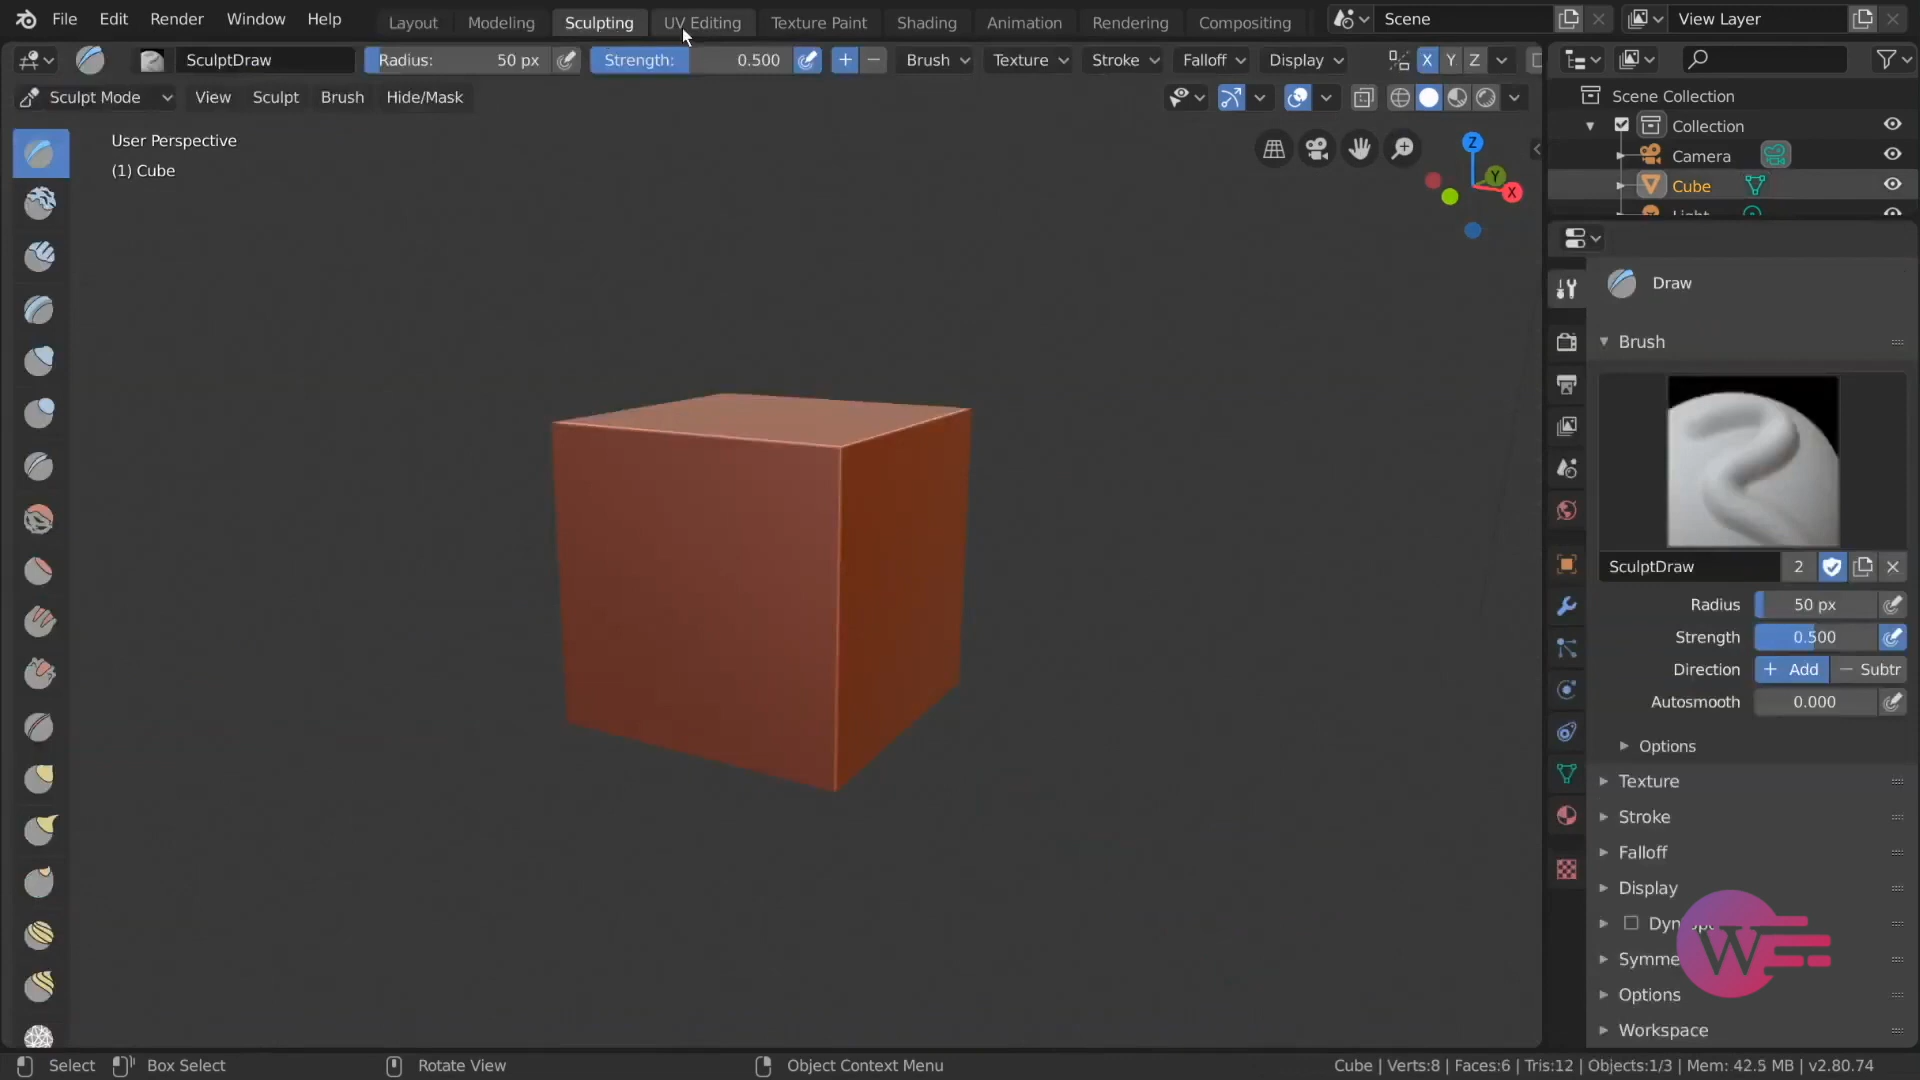 File Edit Render Window Help Layout Modeling Sculpting UV Editing Texture Paint Shading Animation Rendering Compositing Scene View Layer
SculptDraw Radius: 50 px Strength: 0.500 Brush Texture Stroke Falloff Display X Y Z
Sculpt Mode View Sculpt Brush Hide/Mask
User Perspective
(1) Cube
Z
Y
X
Scene Collection
Collection
Camera
Cube
Light
Draw
Brush
SculptDraw 2
Radius 50 px
Strength 0.500
Direction Add Subtr
Autosmooth 0.000
Options
Texture
Stroke
Falloff
Display
Symme
Options
Workspace
W
Select Box Select Rotate View Object Context Menu Cube | Verts:8 | Faces:6 | Tris:12 | Objects:1/3 | Mem: 42.5 MB | v2.80.74